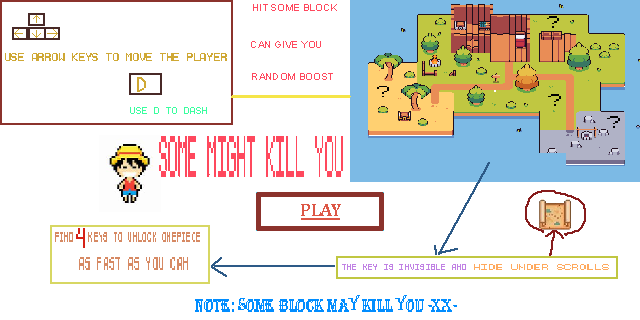 USE ARROW KEYS TO MOVE THE PLAYER
D
USE D TO DASH
HIT SOME BLOCK
CAN GIVE YOU
RANDOM BOOST
? ? ? ?
SOME MIGHT KILL YOU
PLAY
FIND 4 KEYS TO UNLOCK ONEPIECE
AS FAST AS YOU CAN
THE KEY IS INVISIBLE AND HIDE UNDER SCROLLS
NOTE: SOME BLOCK MAY KILL YOU -XX-